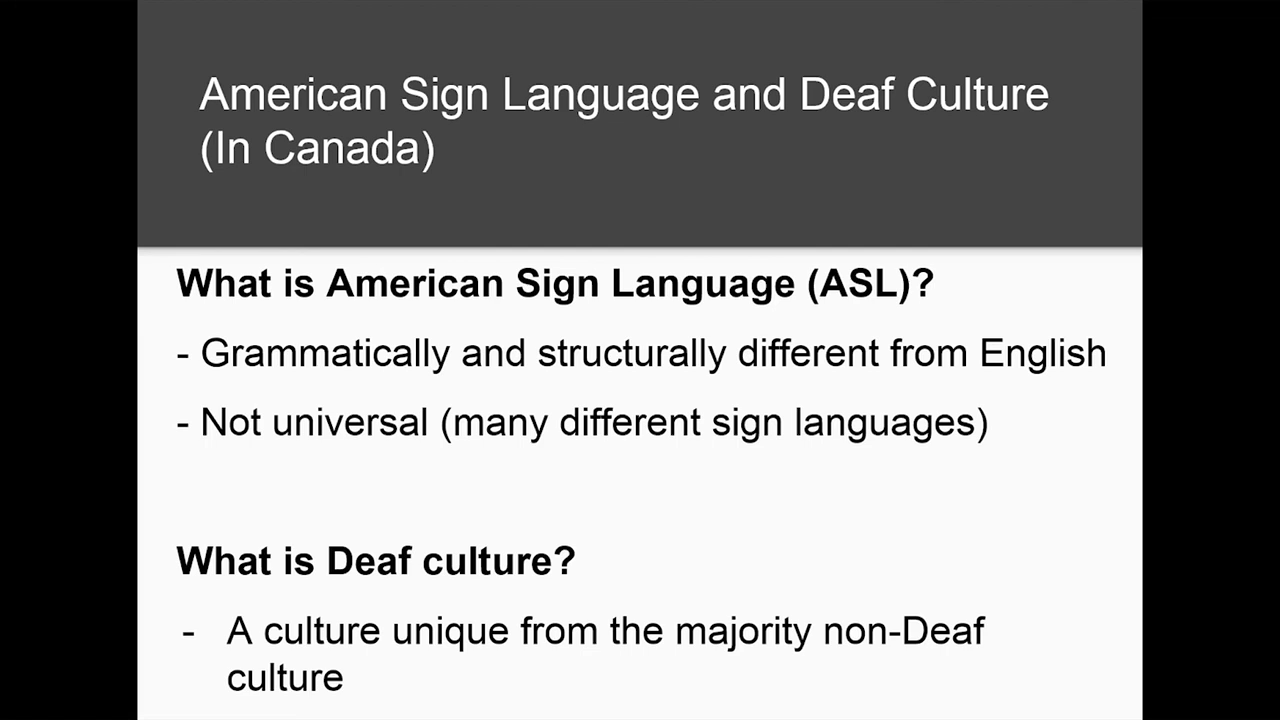 American Sign Language and Deaf Culture
(In Canada)
What is American Sign Language (ASL)?
- Grammatically and structurally different from English
- Not universal (many different sign languages)
What is Deaf culture?
- A culture unique from the majority non-Deaf
culture